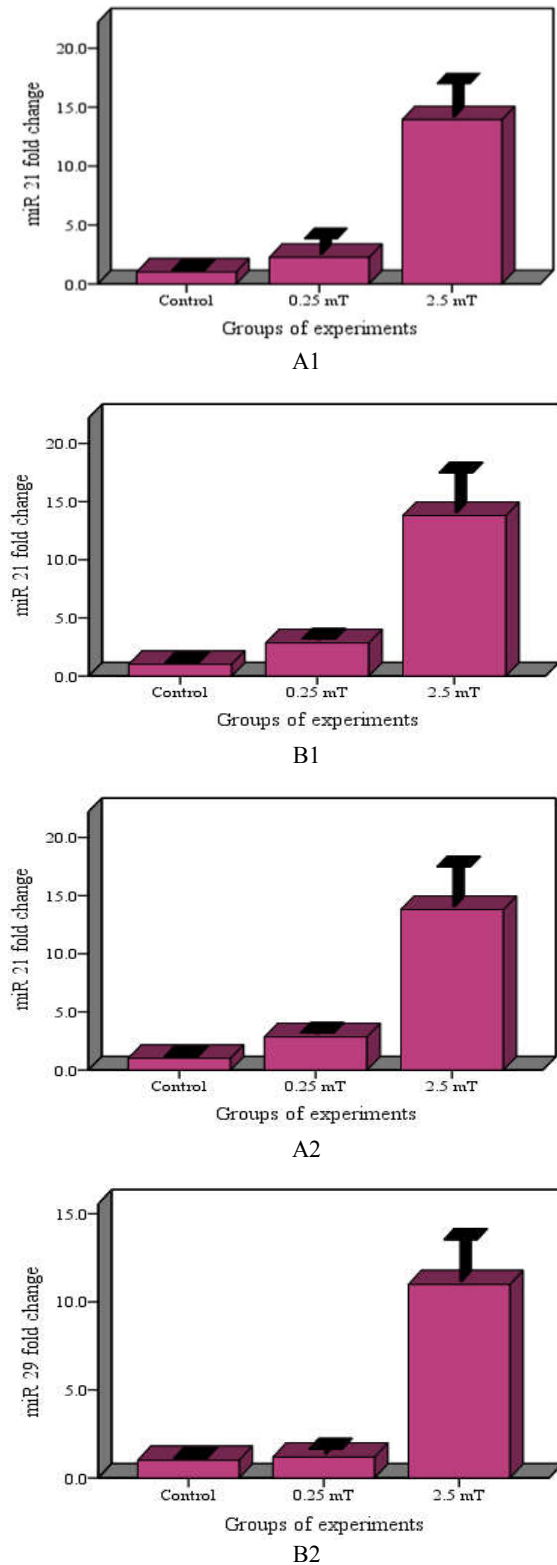 20.0
15.0
10.0
5.0
0.0
miR 21 fold change
Control 0.25 mT 2.5 mT
Groups of experiments
A1
20.0
15.0
10.0
5.0
0.0
miR 21 fold change
Control 0.25 mT 2.5 mT
Groups of experiments
B1
20.0
15.0
10.0
5.0
0.0
miR 21 fold change
Control 0.25 mT 2.5 mT
Groups of experiments
A2
15.0
10.0
5.0
0.0
miR 29 fold change
Control 0.25 mT 2.5 mT
Groups of experiments
B2